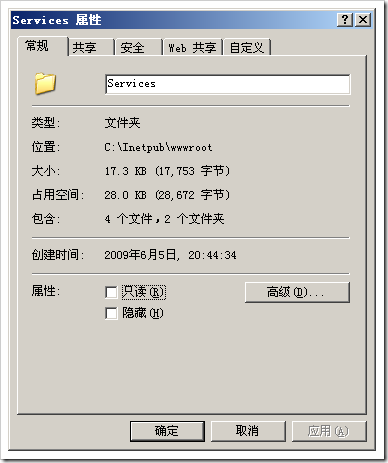 Services 属性
常规 共享 安全 Web 共享 自定义
Services
类型: 文件夹
位置: C:\Inetpub\wwwroot
大小: 17.3 KB (17,753 字节)
占用空间: 28.0 KB (28,672 字节)
包含: 4 个文件，2 个文件夹
创建时间: 2009年6月5日, 20:44:34
属性: 只读(R) 高级(D)...
隐藏(H)
确定 取消 应用(A)